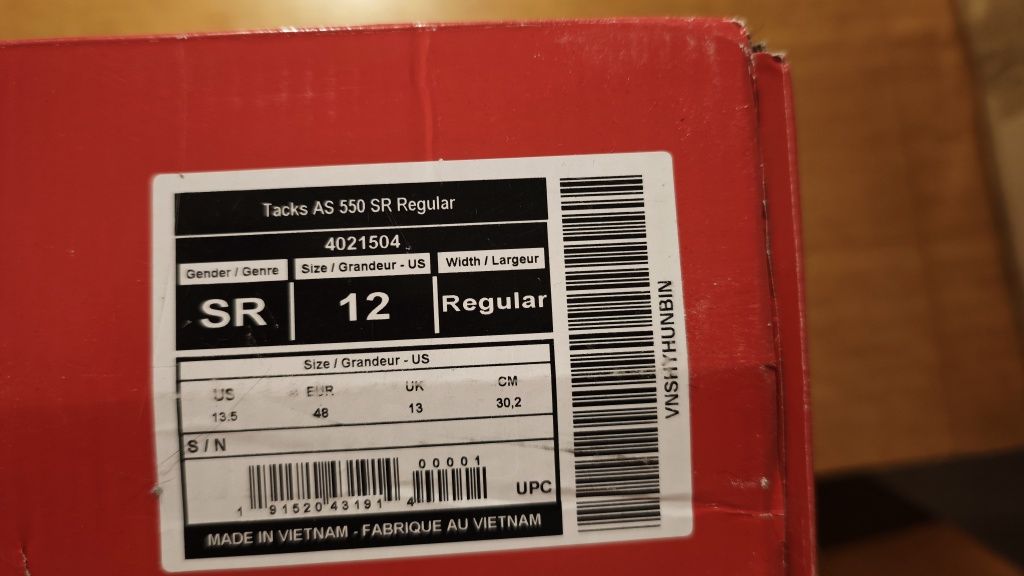 Tacks AS 550 SR Regular
4021504
Gender / Genre Size / Grandeur - US Width / Largeur
SR 12 Regular
Size / Grandeur - US
US EUR UK CM
13.5 48 13 30,2
S / N
00001
1 91520 43191 4 UPC
MADE IN VIETNAM - FABRIQUE AU VIETNAM